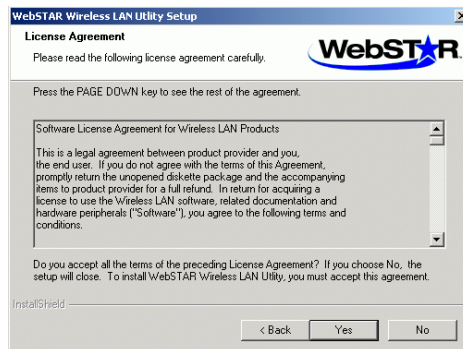 WebSTAR Wireless LAN Utlity Setup
License Agreement
Please read the following license agreement carefully.
WebSTAR
Press the PAGE DOWN key to see the rest of the agreement.
Software License Agreement for Wireless LAN Products
This is a legal agreement between product provider and you,
the end user. If you do not agree with the terms of this Agreement,
promptly return the unopened diskette package and the accompanying
items to product provider for a full refund. In return for acquiring a
license to use the Wireless LAN software, related documentation and
hardware peripherals ("Software"), you agree to the following terms and
conditions.
Do you accept all the terms of the preceding License Agreement? If you choose No, the
setup will close. To install WebSTAR Wireless LAN Utlity, you must accept this agreement.
InstallShield
< Back
Yes
No